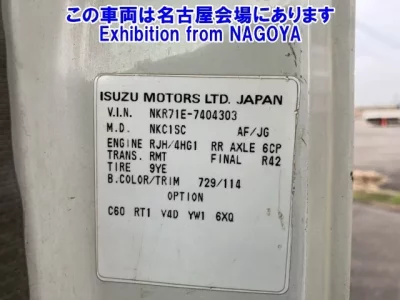 この車両は名古屋会場にあります
Exhibition from NAGOYA
ISUZU MOTORS LTD. JAPAN
V.I.N. NKR71E-7404303
M.D. NKC1SC AF/JG
ENGINE RJH/4HG1 RR AXLE 6CP
TRANS. RMT FINAL R42
TIRE 9YE
B.COLOR/TRIM 729/114
OPTION
C60 RT1 V4D YW1 6XQ